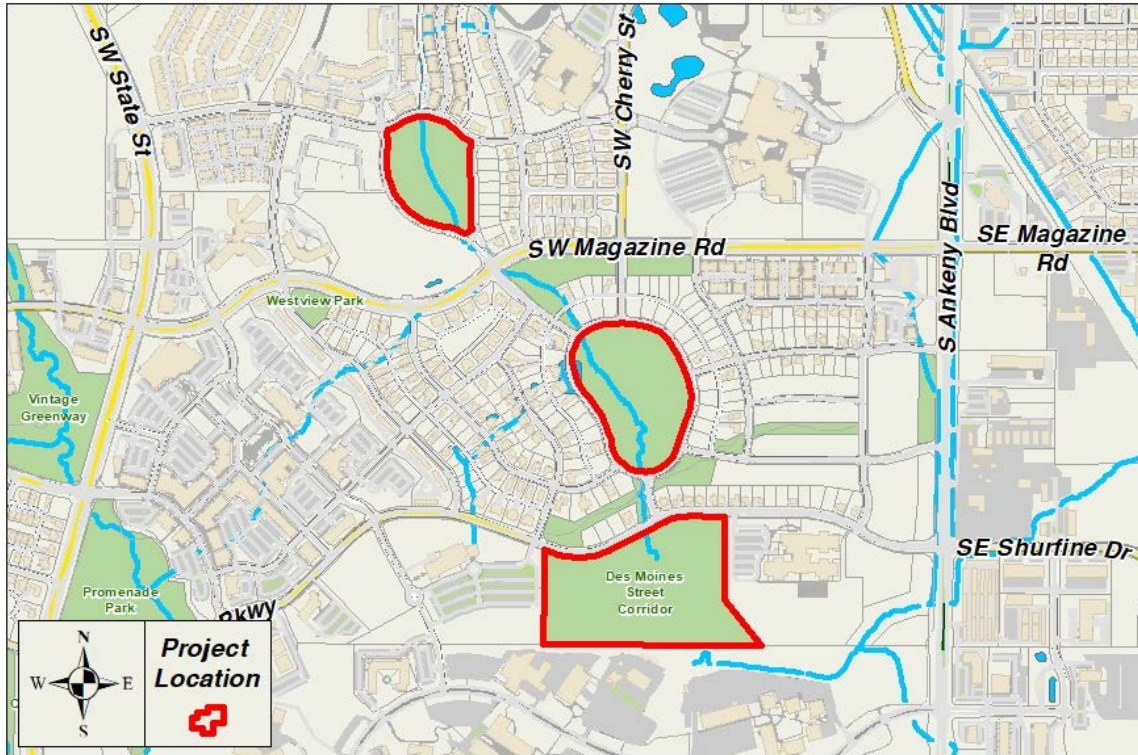 SW State St
SW Cherry St
SW Magazine Rd
SE Magazine
Rd
S Ankeny Blvd
Westview Park
Vintage
Greenway
SE Shurfine Dr
Des Moines
Street
Corridor
Promenade
Park
Pkwy
N
W E
S
Project
Location